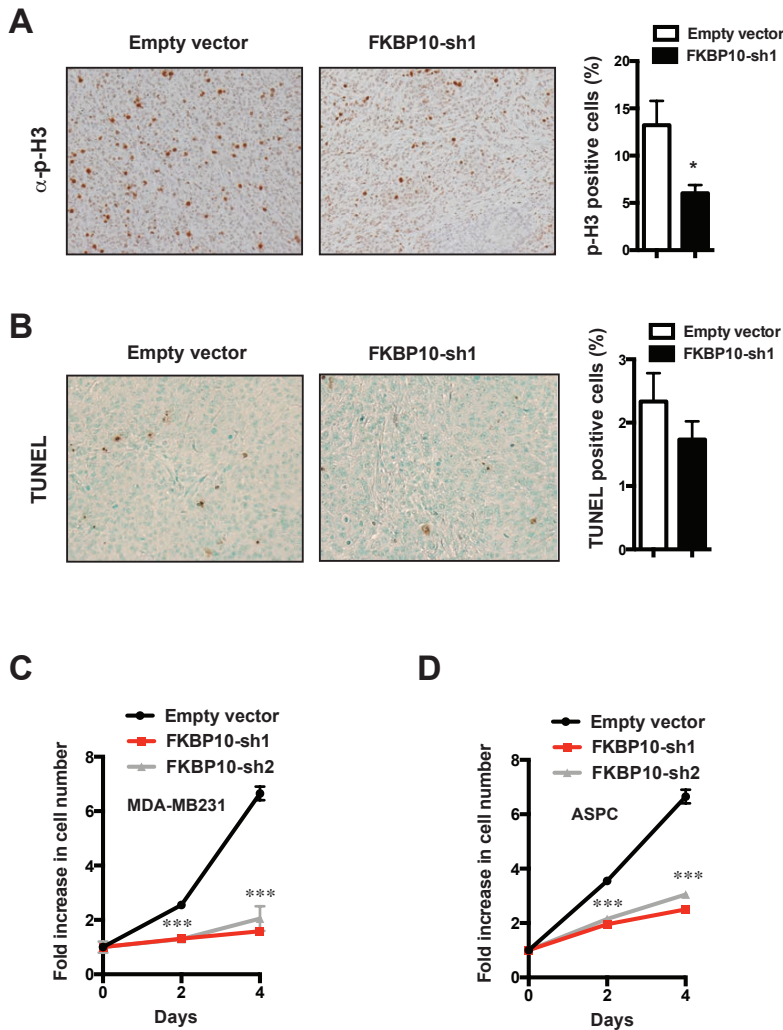 A
Empty vector
FKBP10-sh1
α-p-H3
Empty vector
FKBP10-sh1
p-H3 positive cells (%)
20
15
10
5
0
*
B
Empty vector
FKBP10-sh1
TUNEL
Empty vector
FKBP10-sh1
TUNEL positive cells (%)
3
2
1
0
C
Empty vector
FKBP10-sh1
FKBP10-sh2
MDA-MB231
Fold increase in cell number
8
6
4
2
0
***
***
0 2 4
Days
D
Empty vector
FKBP10-sh1
FKBP10-sh2
ASPC
Fold increase in cell number
8
6
4
2
0
***
***
0 2 4
Days